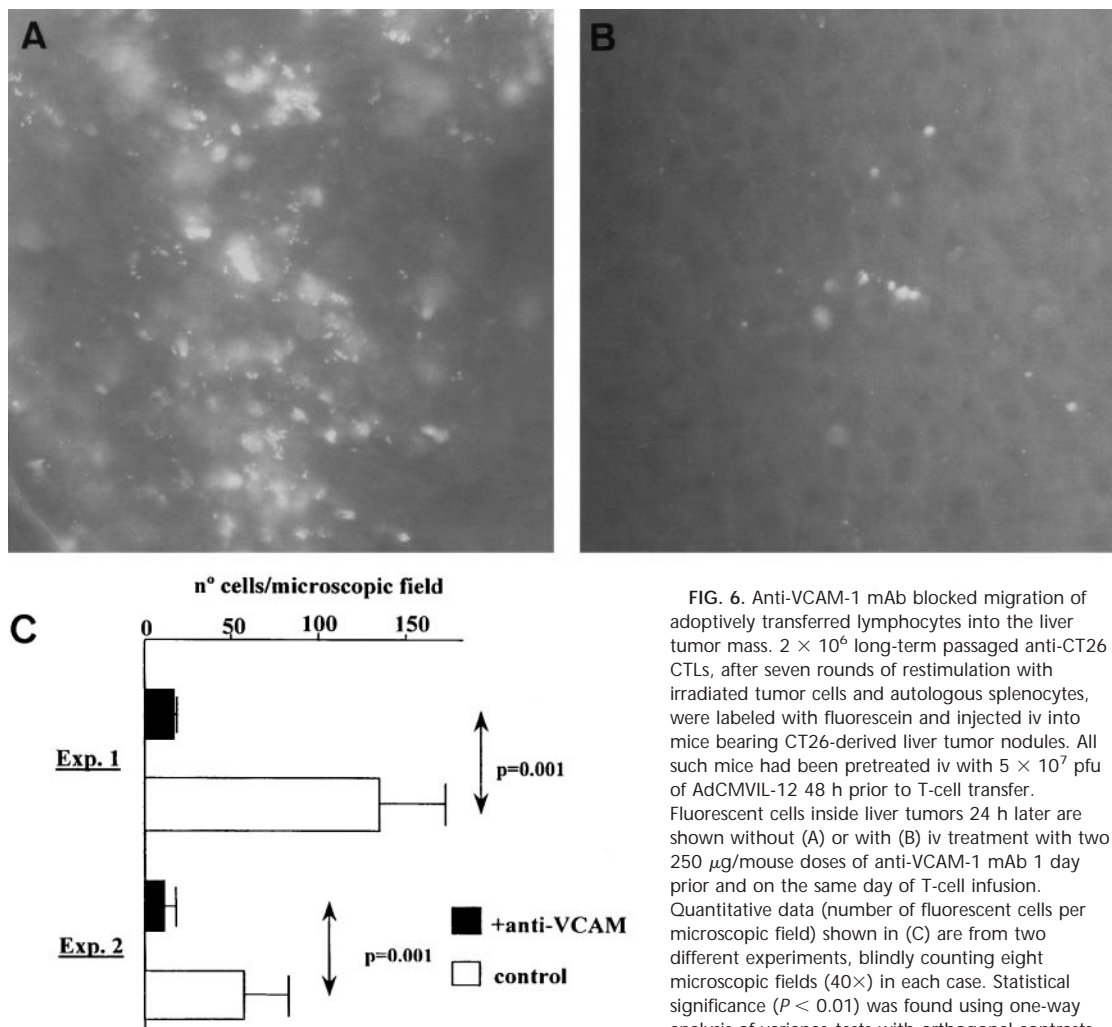 A
B
C
nº cells/microscopic field
0 50 100 150
Exp. 1
p=0.001
Exp. 2
p=0.001
+anti-VCAM
control
FIG. 6. Anti-VCAM-1 mAb blocked migration of
adoptively transferred lymphocytes into the liver
tumor mass. 2 × 10⁶ long-term passaged anti-CT26
CTLs, after seven rounds of restimulation with
irradiated tumor cells and autologous splenocytes,
were labeled with fluorescein and injected iv into
mice bearing CT26-derived liver tumor nodules. All
such mice had been pretreated iv with 5 × 10⁷ pfu
of AdCMVIL-12 48 h prior to T-cell transfer.
Fluorescent cells inside liver tumors 24 h later are
shown without (A) or with (B) iv treatment with two
250 μg/mouse doses of anti-VCAM-1 mAb 1 day
prior and on the same day of T-cell infusion.
Quantitative data (number of fluorescent cells per
microscopic field) shown in (C) are from two
different experiments, blindly counting eight
microscopic fields (40×) in each case. Statistical
significance (P < 0.01) was found using one-way
analysis of variance tests with orthogonal contrasts